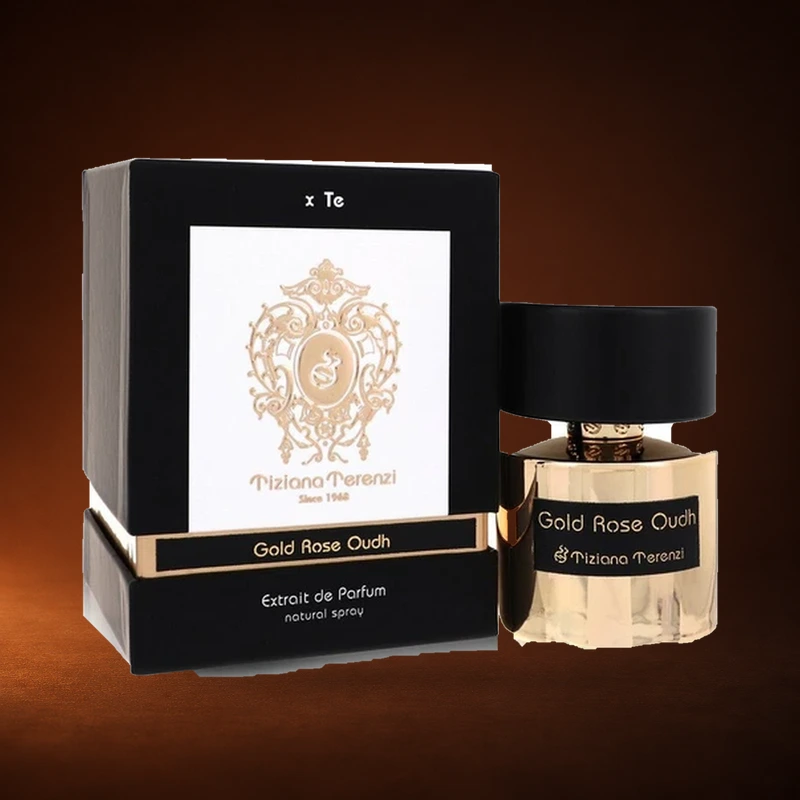 x Te
Tiziana Terenzi
Since 1968
Gold Rose Oudh
Extrait de Parfum
natural spray
Gold Rose Oudh
Tiziana Terenzi